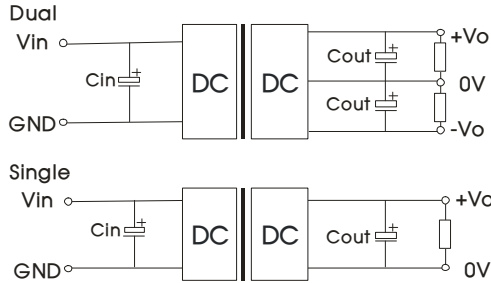 Dual
Vin
+Vo
Cout
+
Cin
+
DC
DC
0V
Cout
+
GND
-Vo
Single
Vin
+Vo
Cin
+
DC
DC
Cout
+
GND
0V